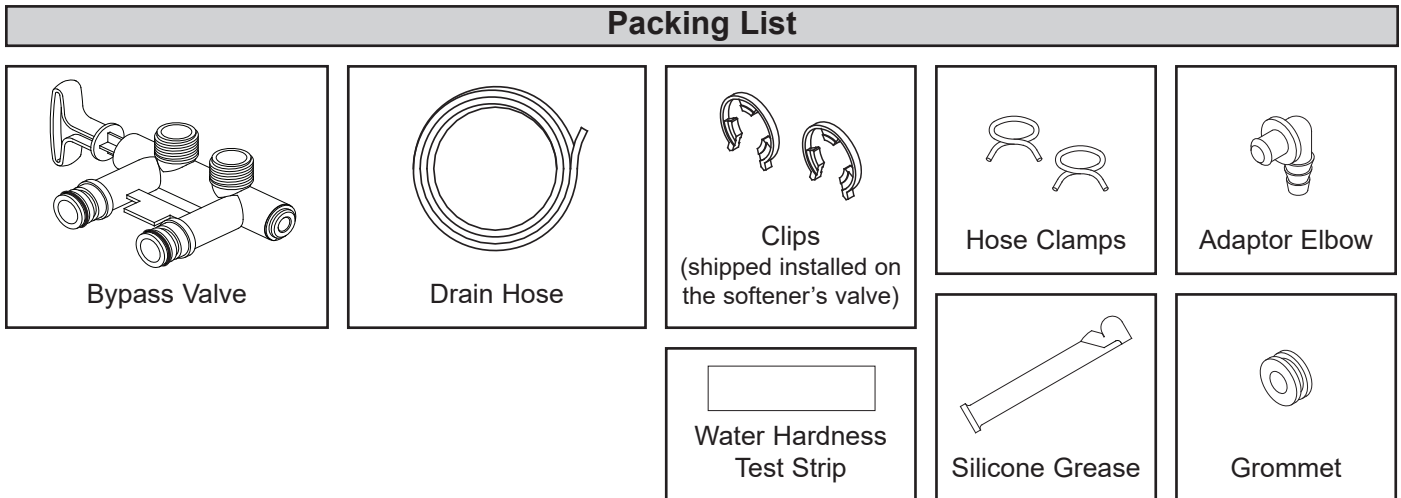 Packing List
Bypass Valve
Drain Hose
Clips
(shipped installed on
the softener's valve)
Hose Clamps
Adaptor Elbow
Water Hardness
Test Strip
Silicone Grease
Grommet